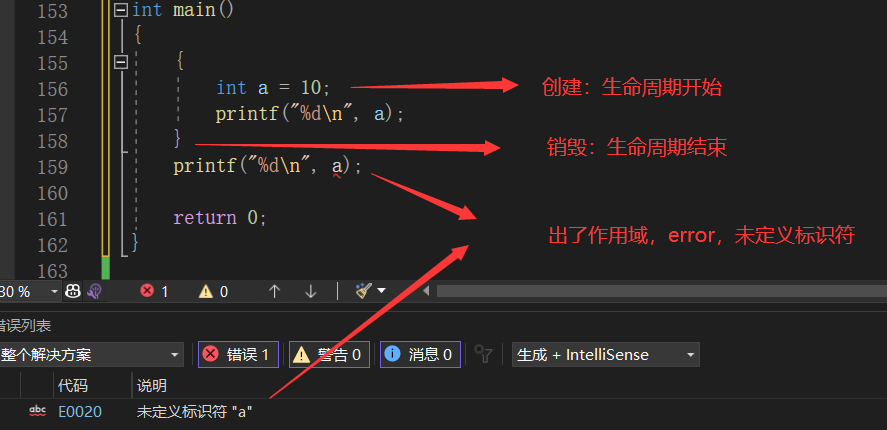 153 int main()
154 {
155 {
156 int a = 10; 创建：生命周期开始
157 printf("%d\n", a);
158 } 销毁：生命周期结束
159 printf("%d\n", a);
160
161 return 0; 出了作用域，error，未定义标识符
162 }
163
30 % 1 0
错误列表
整个解决方案 错误 1 警告 0 消息 0 生成 + IntelliSense
代码 说明
abc E0020 未定义标识符 "a"